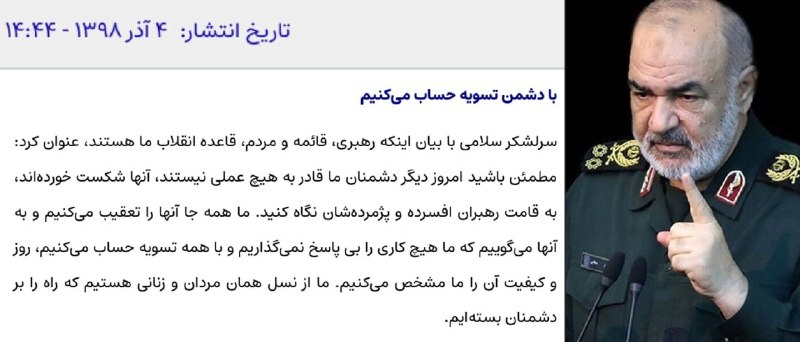 تاریخ انتشار: ۴ آذر ۱۳۹۸ - ۱۴:۴۴
با دشمن تسویه حساب می‌کنیم
سرلشکر سلامی با بیان اینکه رهبری، قائمه و مردم، قاعده انقلاب ما هستند، عنوان کرد:
مطمئن باشید امروز دیگر دشمنان ما قادر به هیچ عملی نیستند، آنها شکست خورده‌اند،
به قامت رهبران افسرده و پژمرده‌شان نگاه کنید. ما همه جا آنها را تعقیب می‌کنیم و به
آنها می‌گوییم که ما هیچ کاری را بی پاسخ نمی‌گذاریم و با همه تسویه حساب می‌کنیم، روز
و کیفیت آن را ما مشخص می‌کنیم. ما از نسل همان مردان و زنانی هستیم که راه را بر
دشمنان بسته‌ایم.